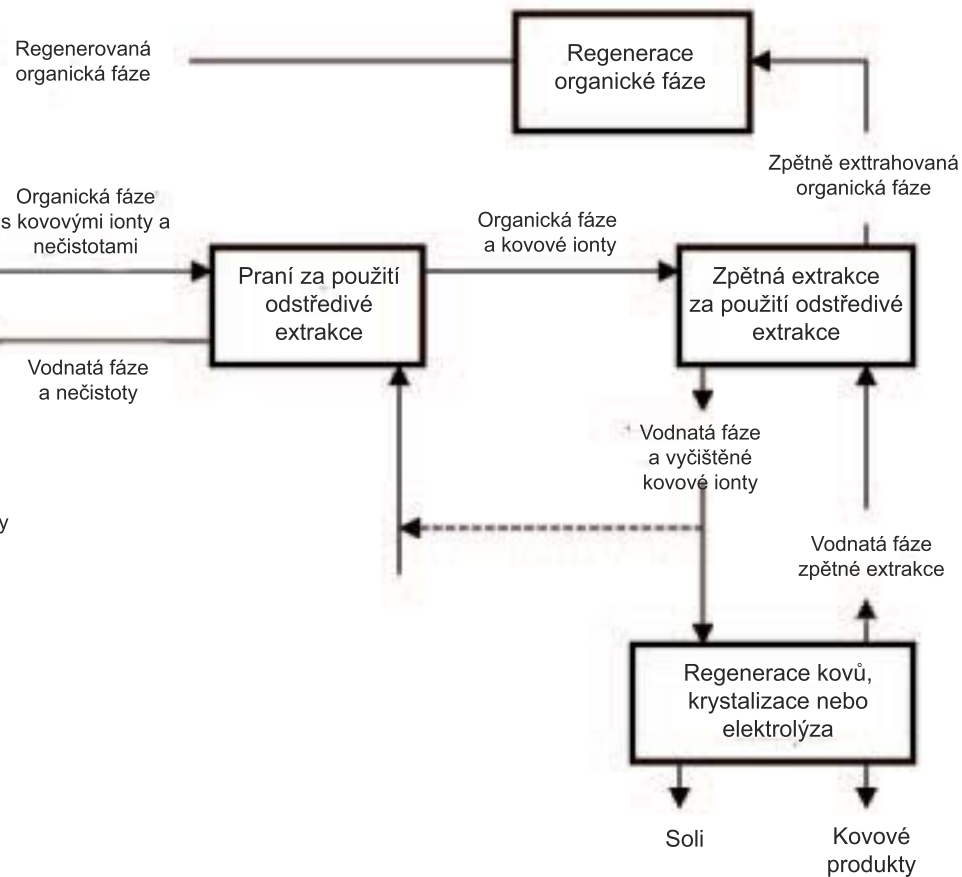 Regenerovaná
organická fáze
Regenerace
organické fáze
Zpětně exttrahovaná
organická fáze
Organická fáze
s kovovými ionty a
nečistotami
Organická fáze
a kovové ionty
Praní za použití
odstředivé
extrakce
Zpětná extrakce
za použití odstředivé
extrakce
Vodnatá fáze
a nečistoty
Vodnatá fáze
a vyčištěné
kovové ionty
y
Vodnatá fáze
zpětné extrakce
Regenerace kovů,
krystalizace nebo
elektrolýza
Soli
Kovové
produkty